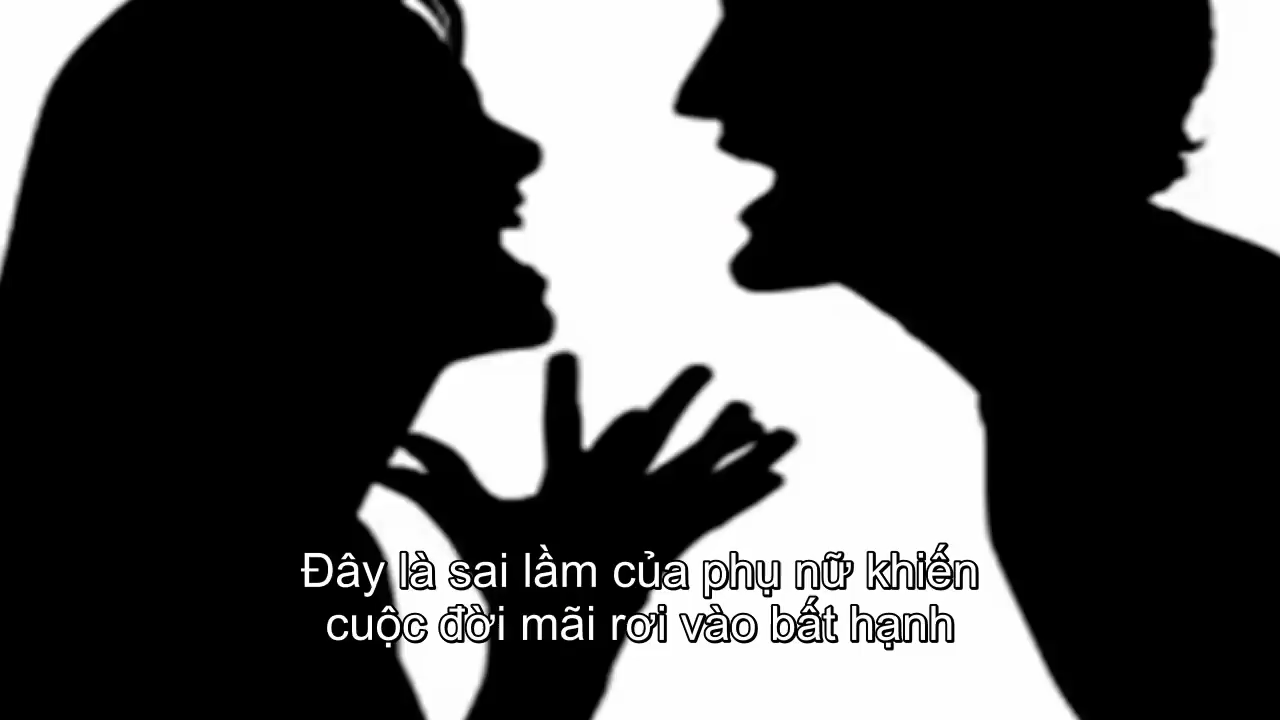 Đây là sai lầm của phụ nữ khiến
cuộc đời mãi rơi vào bất hạnh